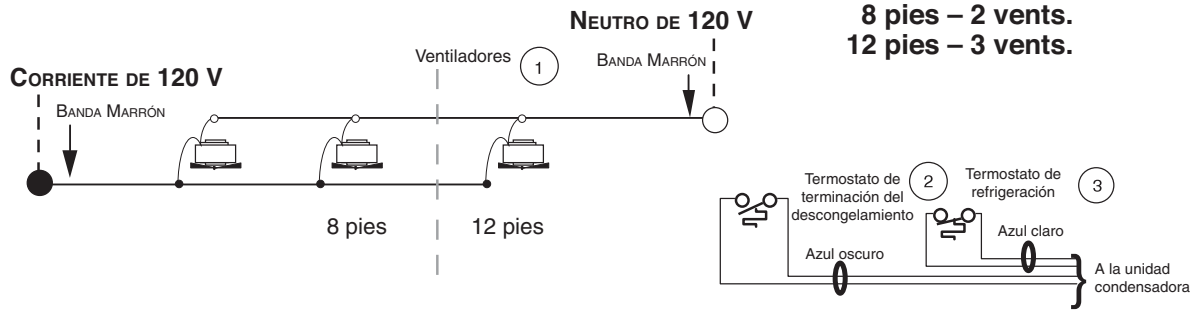 NEUTRO DE 120 V
8 pies – 2 vents.
12 pies – 3 vents.
Ventiladores
1
BANDA MARRÓN
CORRIENTE DE 120 V
BANDA MARRÓN
8 pies
12 pies
Termostato de
terminación del
descongelamiento
2
Termostato de
refrigeración
3
Azul oscuro
Azul claro
A la unidad
condensadora